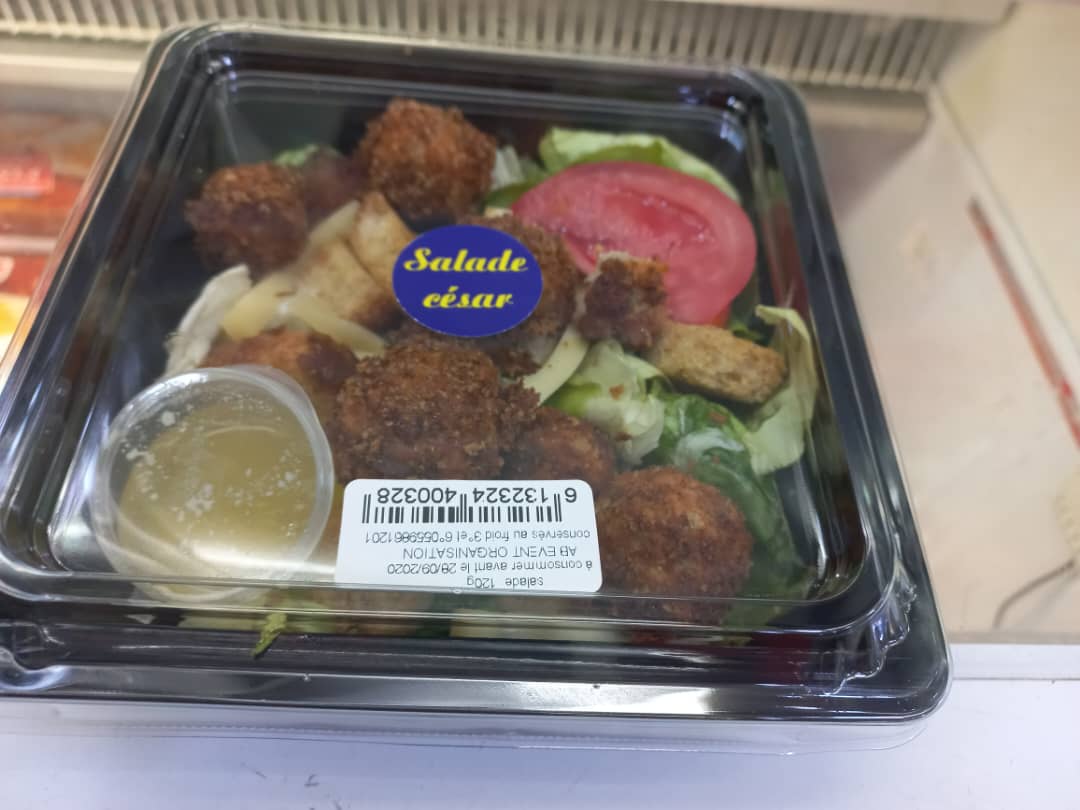 Salade
césar
salade 120g
à consommer avant le 28/09/2020
AB EVENT ORGANISATION
conservés au froid 3°et 6°0559861201
6 132324 400328